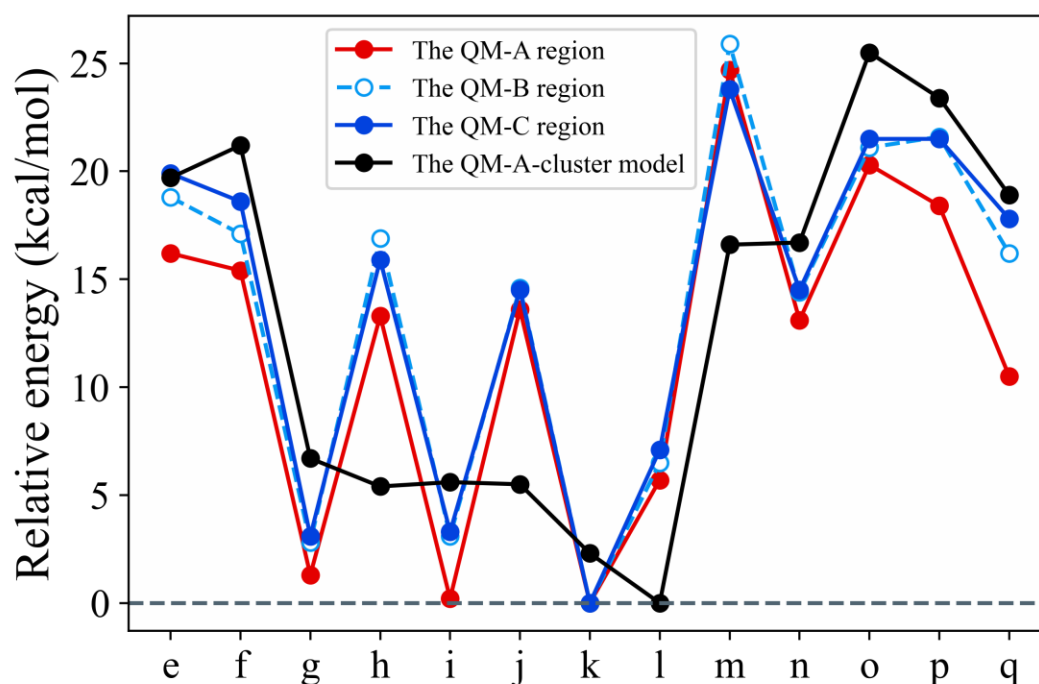 The QM-A region
The QM-B region
The QM-C region
The QM-A-cluster model
Relative energy (kcal/mol)
25
20
15
10
5
0
e f g h i j k l m n o p q